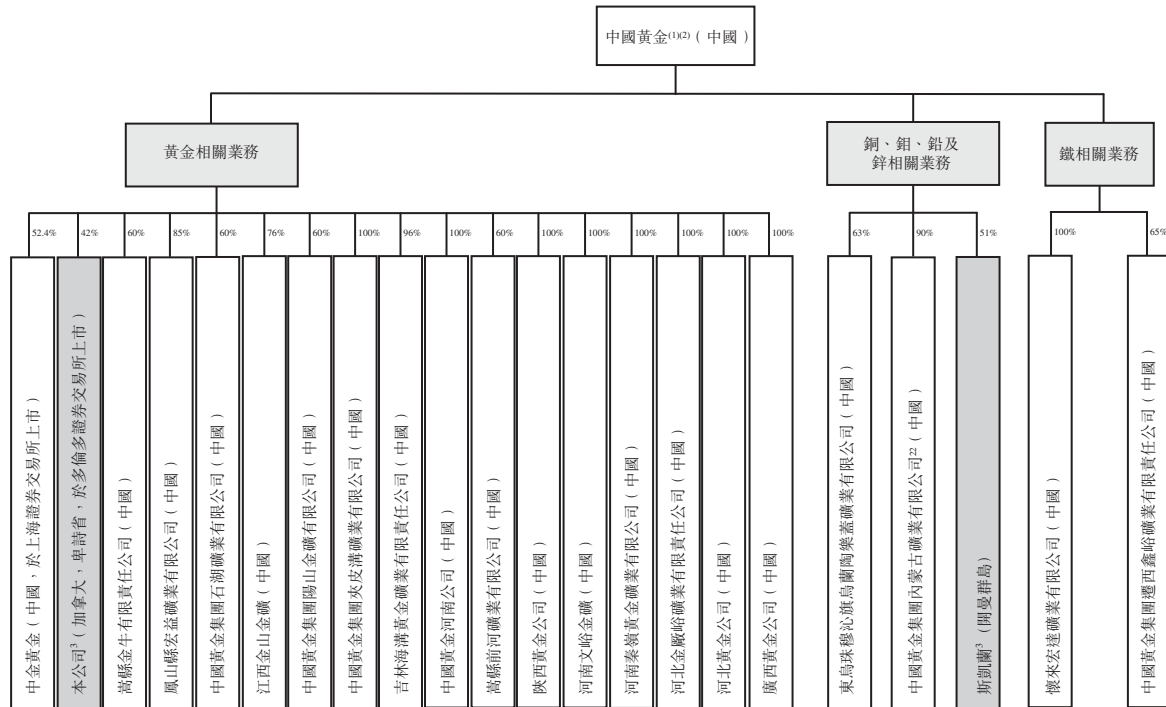 中國黃金⁽¹⁾⁽²⁾(中國)
黃金相關業務
銅、鉬、鉛及
鋅相關業務
鐵相關業務
52.4%
42%
60%
85%
60%
76%
60%
100%
96%
100%
60%
100%
100%
100%
100%
100%
100%
63%
90%
51%
100%
65%
中金黃金(中國,於上海證券交易所上市)
本公司³(加拿大,卑詩省,於多倫多證券交易所上市)
嵩縣金牛有限責任公司(中國)
鳳山縣宏益礦業有限公司(中國)
中國黃金集團石湖礦業有限公司(中國)
江西金山金礦(中國)
中國黃金集團陽山金礦有限公司(中國)
中國黃金集團夾皮溝礦業有限公司(中國)
吉林海溝黃金礦業有限責任公司(中國)
中國黃金河南公司(中國)
嵩縣前河礦業有限公司(中國)
陝西黃金公司(中國)
河南文峪金礦(中國)
河南秦嶺黃金礦業有限公司(中國)
河北金厰峪礦業有限責任公司(中國)
河北黃金公司(中國)
廣西黃金公司(中國)
東烏珠穆沁旗烏蘭陶樂蓋礦業有限公司(中國)
中國黃金集團內蒙古礦業有限公司²²(中國)
斯凱蘭³(開曼群島)
懷來宏達礦業有限公司(中國)
中國黃金集團遷西鑫峪礦業有限責任公司(中國)